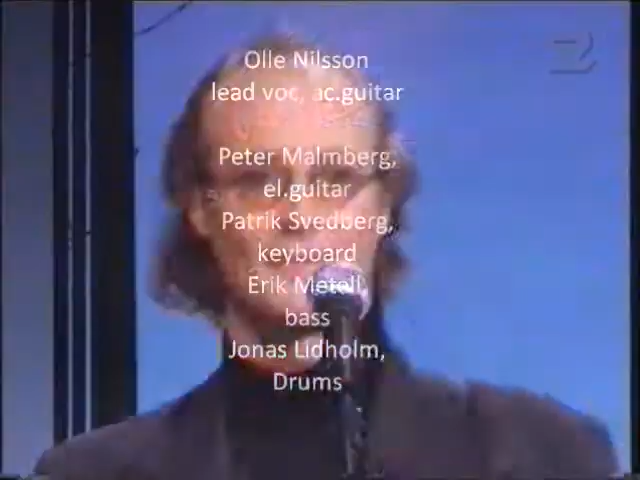 Olle Nilsson
lead voc, ac.guitar
Peter Malmberg,
el.guitar
Patrik Svedberg,
keyboard
Erik Metell,
bass
Jonas Lidholm,
Drums
2